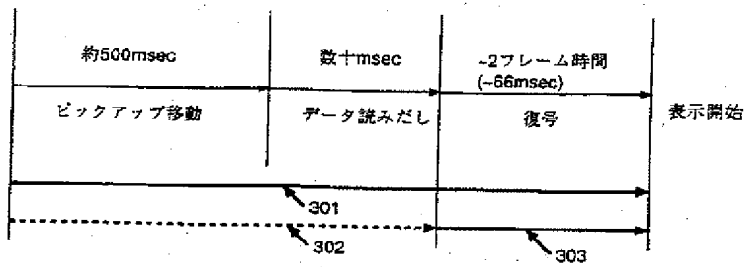 約500msec
数十msec
~2フレーム時間
(~66msec)
ピックアップ移動
データ読みだし
復号
表示開始
301
302
303